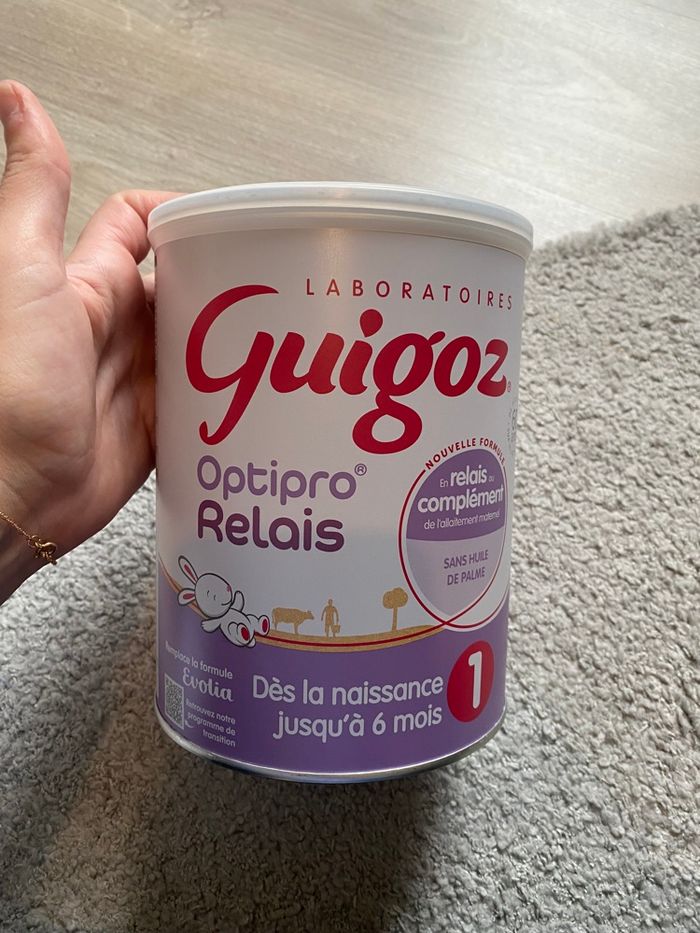 LABORATOIRES
Guigoz®
Optipro®
Relais
NOUVELLE FORMULE
En relais ou
complément
de l'allaitement maternel
SANS HUILE
DE PALME
Remplace la formule
Evolia
Retrouvez notre
programme de
transition
Dès la naissance
jusqu'à 6 mois
1